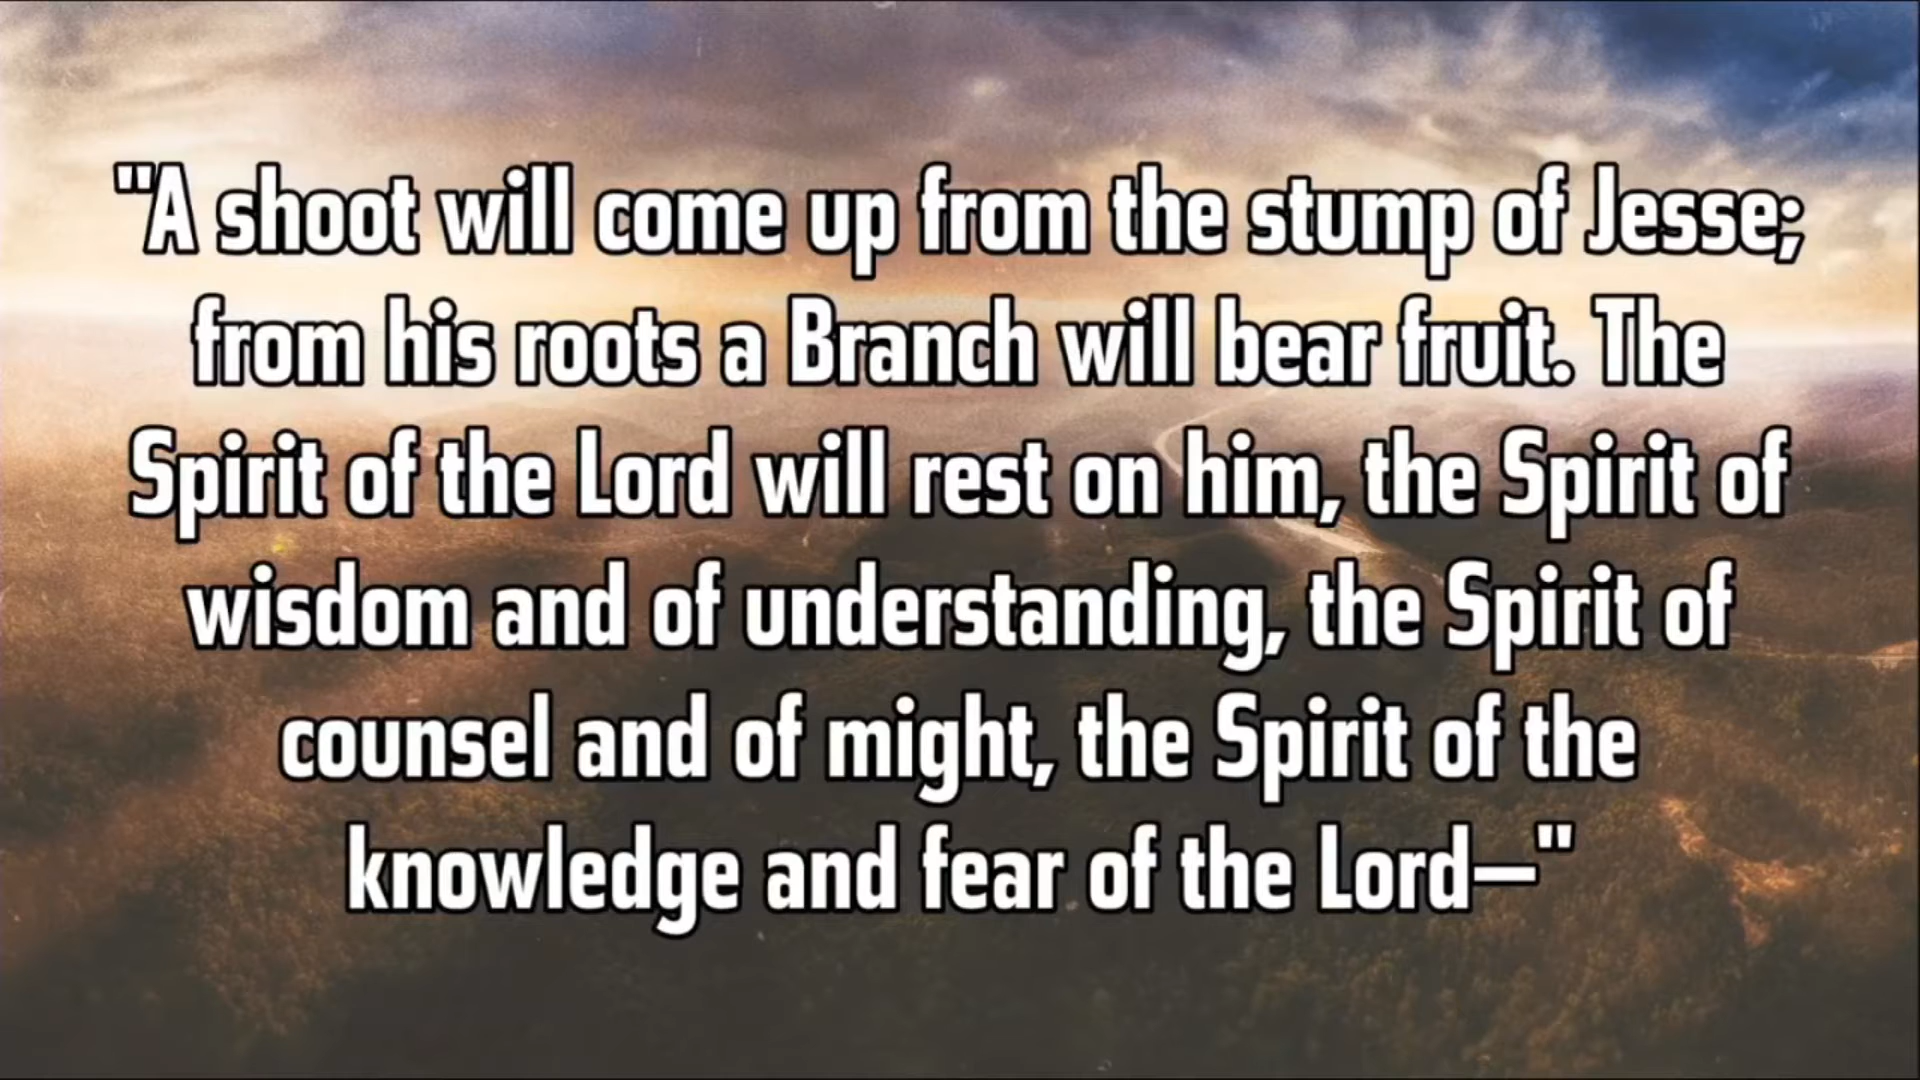 "A shoot will come up from the stump of Jesse;
from his roots a Branch will bear fruit. The
Spirit of the Lord will rest on him, the Spirit of
wisdom and of understanding, the Spirit of
counsel and of might, the Spirit of the
knowledge and fear of the Lord—"